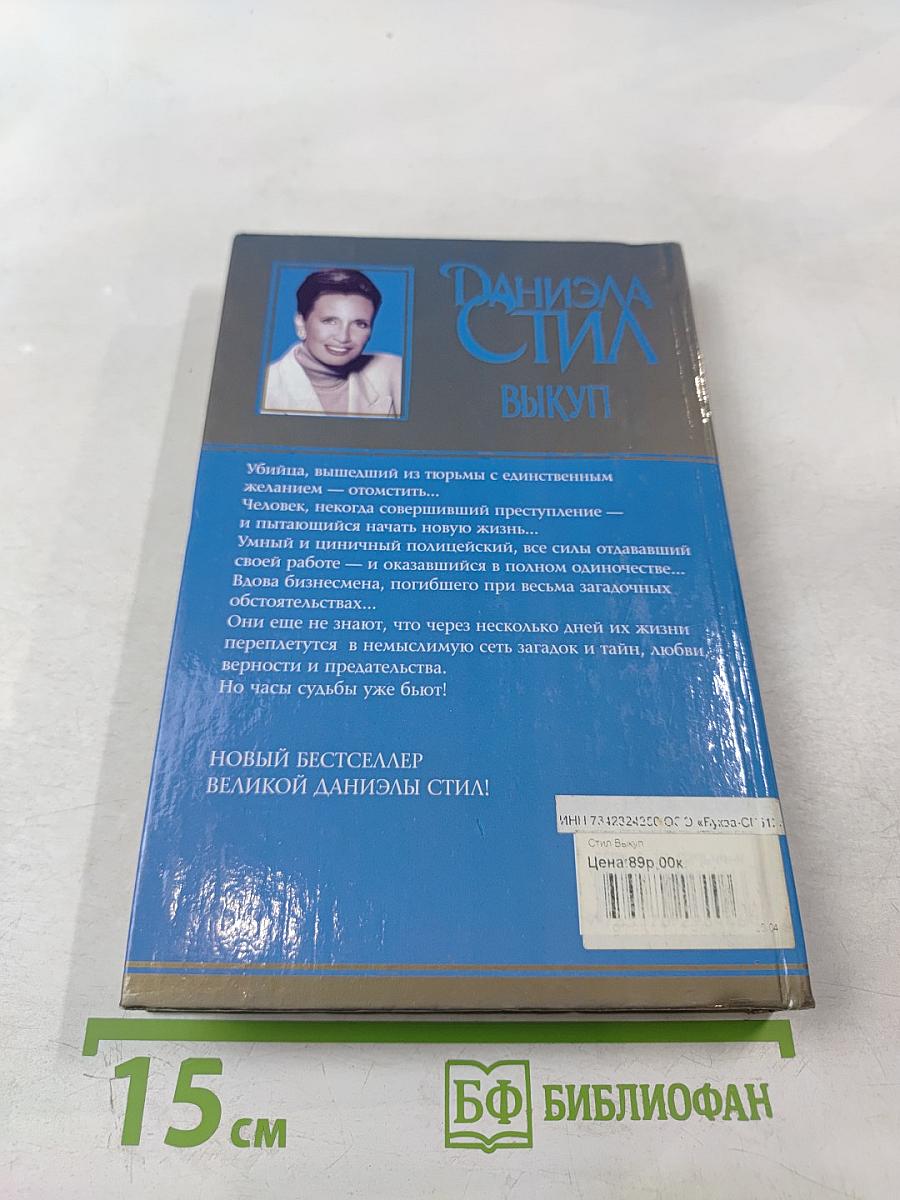 ДАНИЭЛА
СТИЛ
ВЫКУП
Убийца, вышедший из тюрьмы с единственным
желанием — отомстить...
Человек, некогда совершивший преступление —
и пытающийся начать новую жизнь...
Умный и циничный полицейский, все силы отдававший
своей работе — и оказавшийся в полном одиночестве...
Вдова бизнесмена, погибшего при весьма загадочных
обстоятельствах...
Они еще не знают, что через несколько дней их жизни
переплетутся в немыслимую сеть загадок и тайн, любви,
верности и предательства.
Но часы судьбы уже бьют!
НОВЫЙ БЕСТСЕЛЛЕР
ВЕЛИКОЙ ДАНИЭЛЫ СТИЛ!
ИНН
Стил Выкуп
Цена:89р.00к.
15 см
БФ БИБЛИОФАН